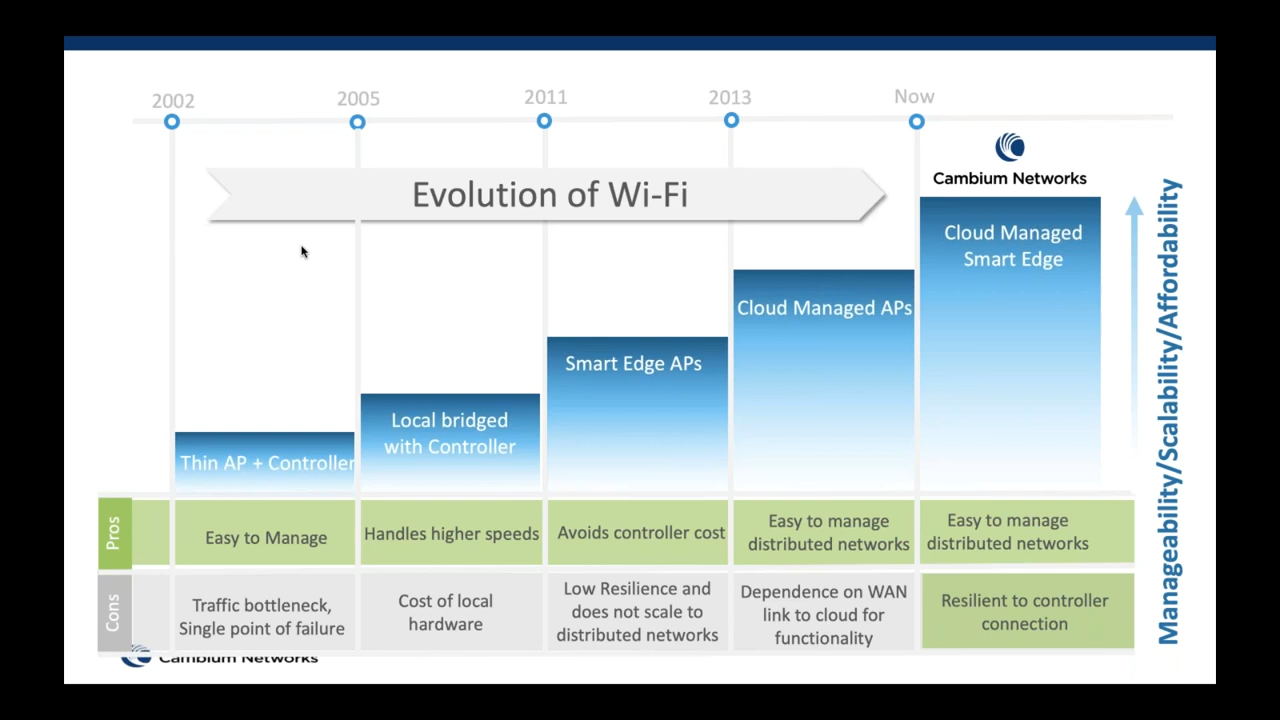 2002
2005
2011
2013
Now
Cambium Networks
Evolution of Wi-Fi
Cloud Managed
Smart Edge
Cloud Managed APs
Smart Edge APs
Local bridged
with Controller
Thin AP + Controller
Manageability/Scalability/Affordability
Pros
Easy to Manage
Handles higher speeds
Avoids controller cost
Easy to manage
distributed networks
Easy to manage
distributed networks
Cons
Traffic bottleneck,
Single point of failure
Cost of local
hardware
Low Resilience and
does not scale to
distributed networks
Dependence on WAN
link to cloud for
functionality
Resilient to controller
connection
Cambium Networks